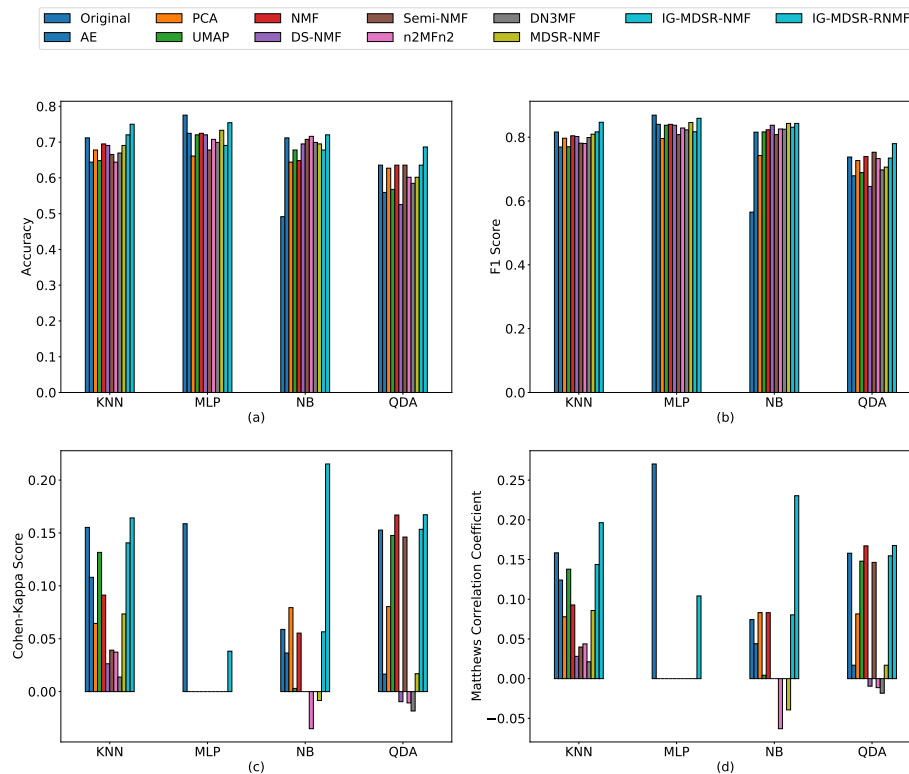 Original PCA NMF Semi-NMF DN3MF IG-MDSR-NMF IG-MDSR-RNMF
AE UMAP DS-NMF n2MFn2 MDSR-NMF
0.8
0.7
0.6
0.5
0.4
0.3
0.2
0.1
0.0
Accuracy
KNN MLP NB QDA
(a)
0.8
0.6
0.4
0.2
0.0
F1 Score
KNN MLP NB QDA
(b)
0.20
0.15
0.10
0.05
0.00
Cohen-Kappa Score
KNN MLP NB QDA
(c)
0.25
0.20
0.15
0.10
0.05
0.00
−0.05
Matthews Correlation Coefficient
KNN MLP NB QDA
(d)